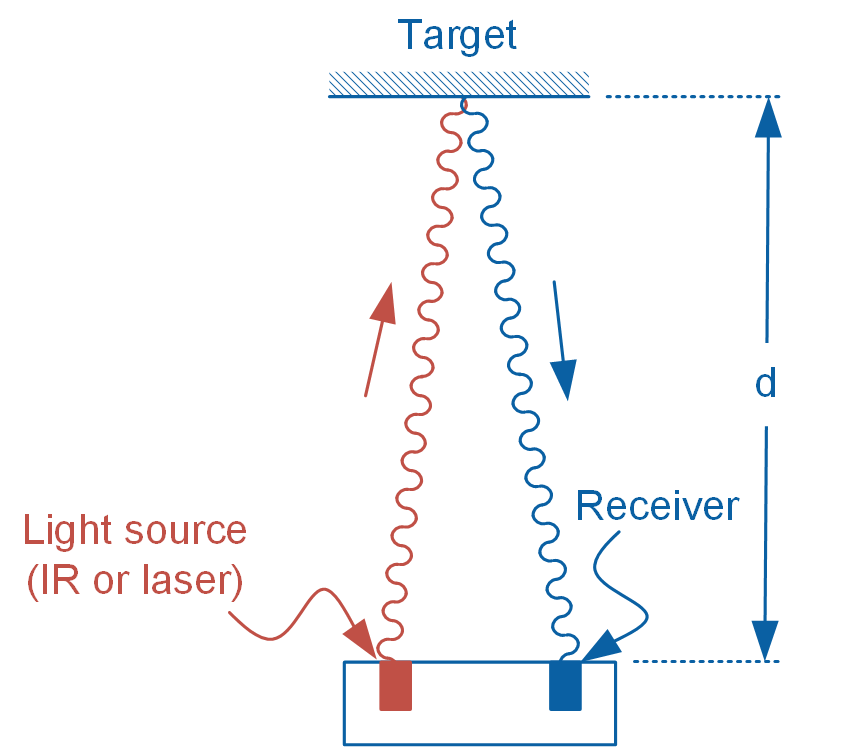 Target
d
Receiver
Light source
(IR or laser)